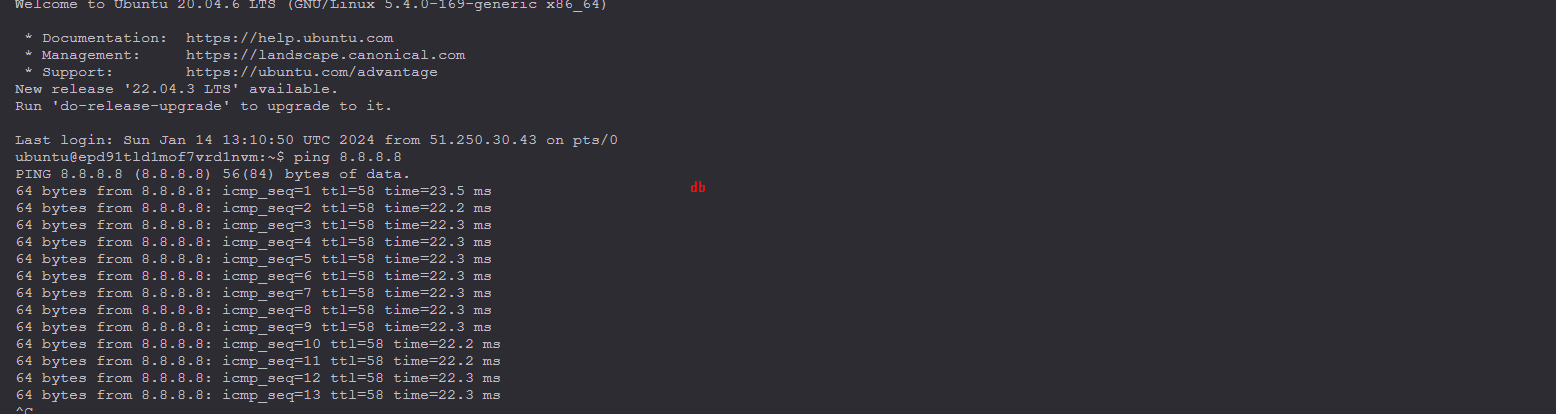 Welcome to Ubuntu 20.04.6 LTS (GNU/Linux 5.4.0-169-generic x86_64)
* Documentation:  https://help.ubuntu.com
* Management:     https://landscape.canonical.com
* Support:        https://ubuntu.com/advantage
New release '22.04.3 LTS' available.
Run 'do-release-upgrade' to upgrade to it.
Last login: Sun Jan 14 13:10:50 UTC 2024 from 51.250.30.43 on pts/0
ubuntu@epd91tld1mof7vrd1nvm:~$ ping 8.8.8.8
PING 8.8.8.8 (8.8.8.8) 56(84) bytes of data.
64 bytes from 8.8.8.8: icmp_seq=1 ttl=58 time=23.5 ms
db
64 bytes from 8.8.8.8: icmp_seq=2 ttl=58 time=22.2 ms
64 bytes from 8.8.8.8: icmp_seq=3 ttl=58 time=22.3 ms
64 bytes from 8.8.8.8: icmp_seq=4 ttl=58 time=22.3 ms
64 bytes from 8.8.8.8: icmp_seq=5 ttl=58 time=22.3 ms
64 bytes from 8.8.8.8: icmp_seq=6 ttl=58 time=22.3 ms
64 bytes from 8.8.8.8: icmp_seq=7 ttl=58 time=22.3 ms
64 bytes from 8.8.8.8: icmp_seq=8 ttl=58 time=22.3 ms
64 bytes from 8.8.8.8: icmp_seq=9 ttl=58 time=22.3 ms
64 bytes from 8.8.8.8: icmp_seq=10 ttl=58 time=22.2 ms
64 bytes from 8.8.8.8: icmp_seq=11 ttl=58 time=22.2 ms
64 bytes from 8.8.8.8: icmp_seq=12 ttl=58 time=22.3 ms
64 bytes from 8.8.8.8: icmp_seq=13 ttl=58 time=22.3 ms
^C